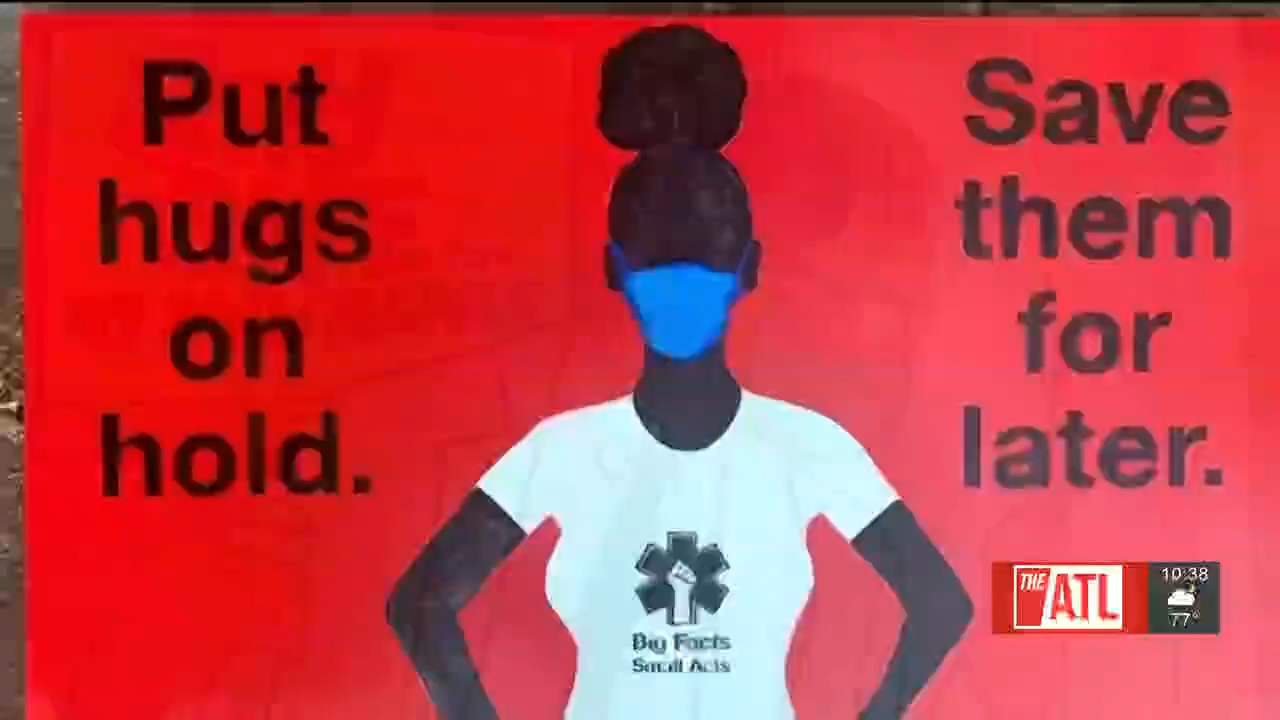 Put
hugs
on
hold.
Save
them
for
later.
Big Facts
Small Acts
THE
ATL
10:38
77°